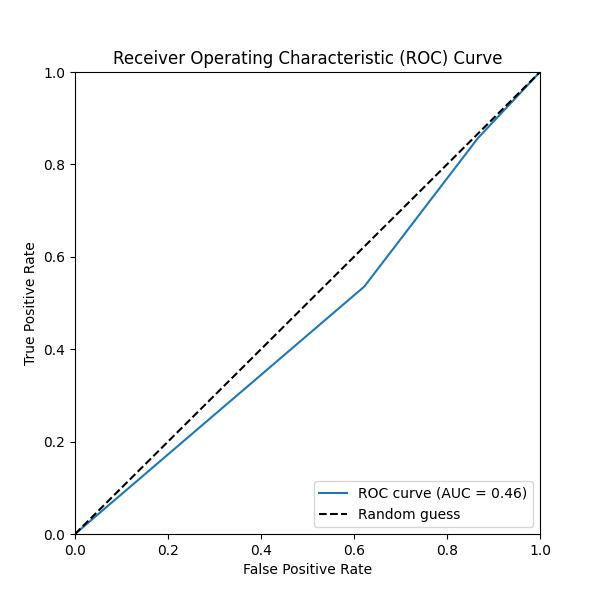 Receiver Operating Characteristic (ROC) Curve
1.0
0.8
0.6
0.4
0.2
0.0
True Positive Rate
ROC curve (AUC = 0.46)
Random guess
0.0 0.2 0.4 0.6 0.8 1.0
False Positive Rate